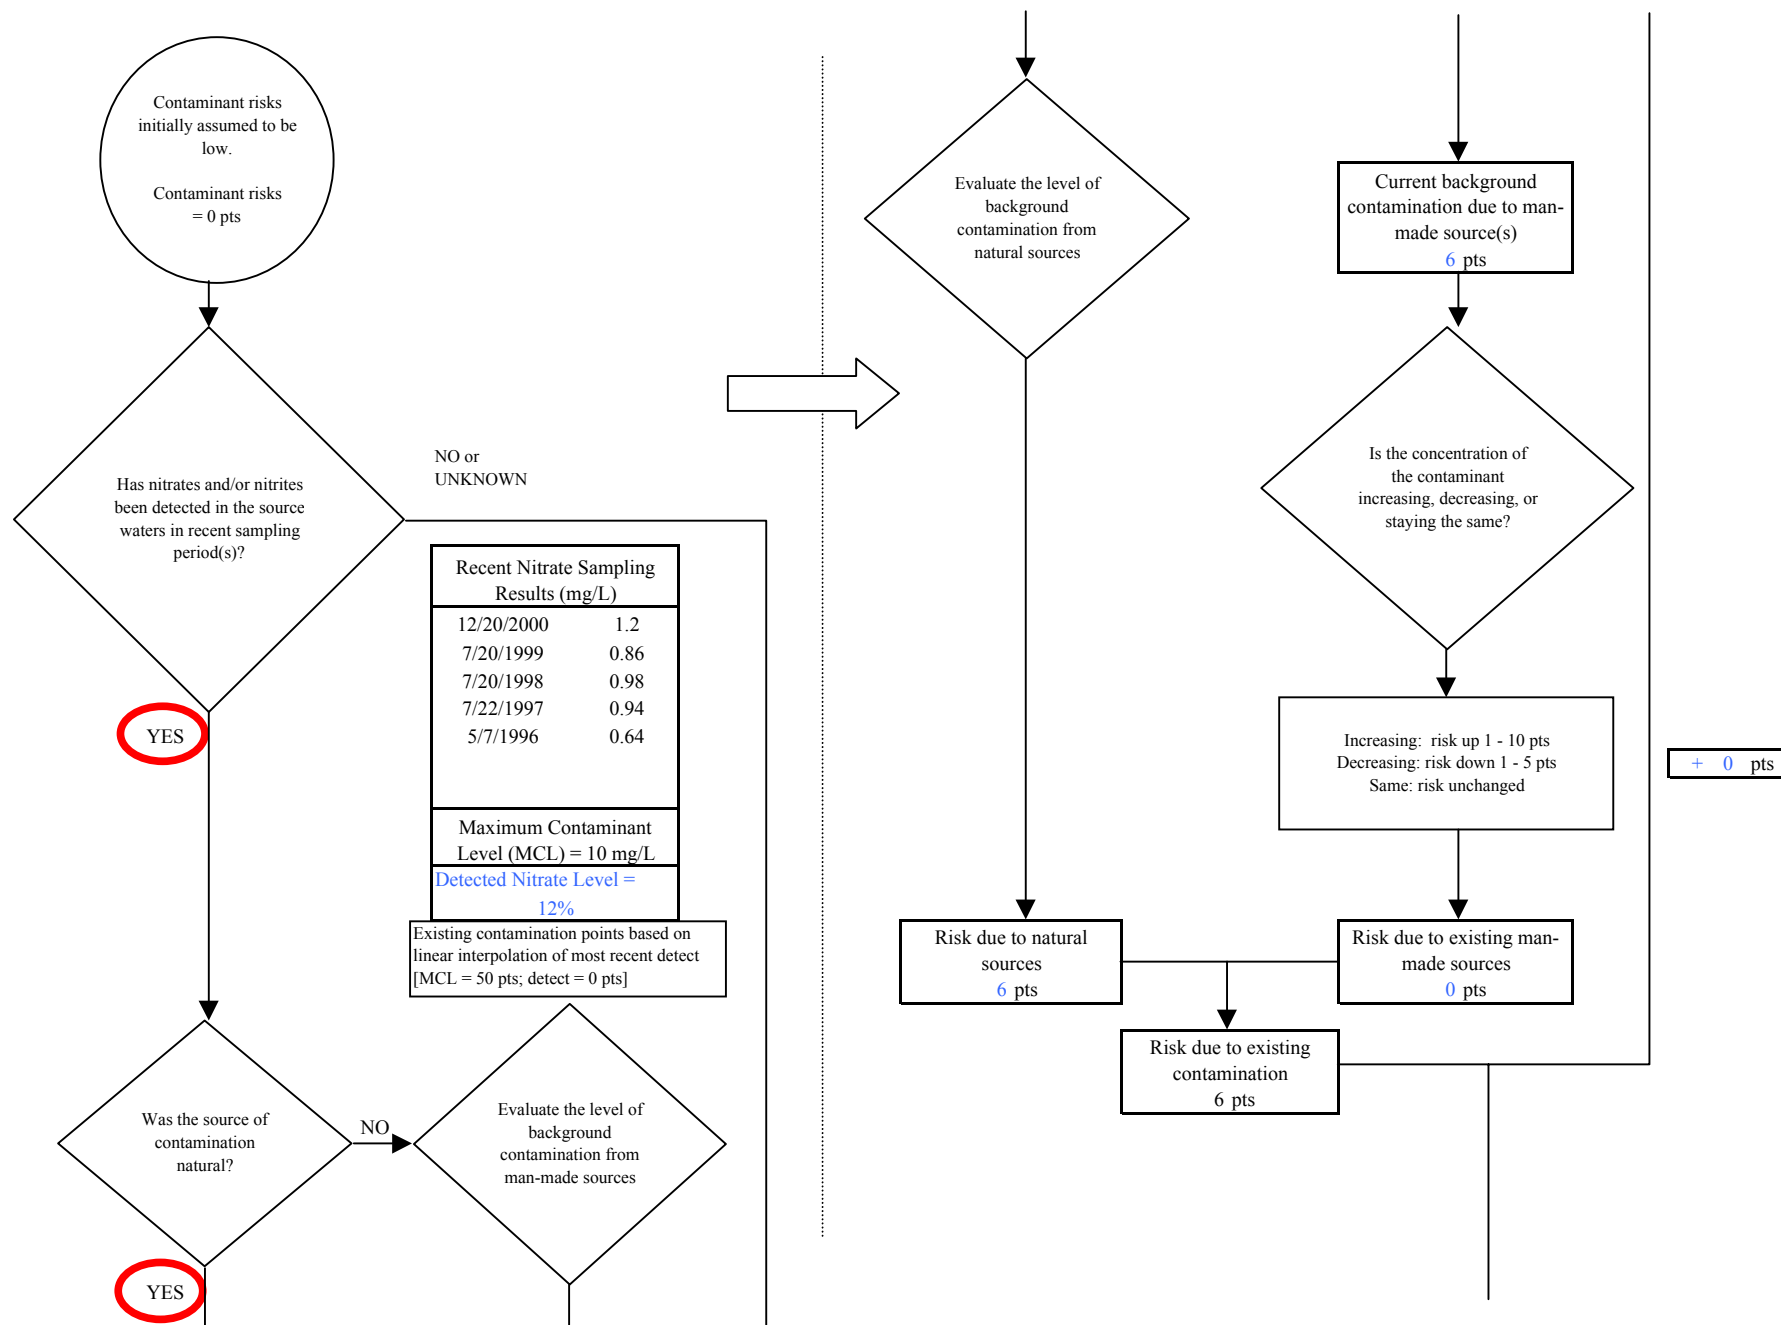 Contaminant risks
initially assumed to be
low.
Contaminant risks
= 0 pts
Has nitrates and/or nitrites
been detected in the source
waters in recent sampling
period(s)?
NO or
UNKNOWN
YES
Recent Nitrate Sampling
Results (mg/L)
12/20/2000 1.2
7/20/1999 0.86
7/20/1998 0.98
7/22/1997 0.94
5/7/1996 0.64
Maximum Contaminant
Level (MCL) = 10 mg/L
Detected Nitrate Level =
12%
Existing contamination points based on
linear interpolation of most recent detect
[MCL = 50 pts; detect = 0 pts]
Was the source of
contamination
natural?
NO
YES
Evaluate the level of
background
contamination from
man-made sources
Evaluate the level of
background
contamination from
natural sources
Current background
contamination due to man-
made source(s)
6 pts
Is the concentration of
the contaminant
increasing, decreasing, or
staying the same?
Increasing: risk up 1 - 10 pts
Decreasing: risk down 1 - 5 pts
Same: risk unchanged
+ 0 pts
Risk due to natural
sources
6 pts
Risk due to existing man-
made sources
0 pts
Risk due to existing
contamination
6 pts